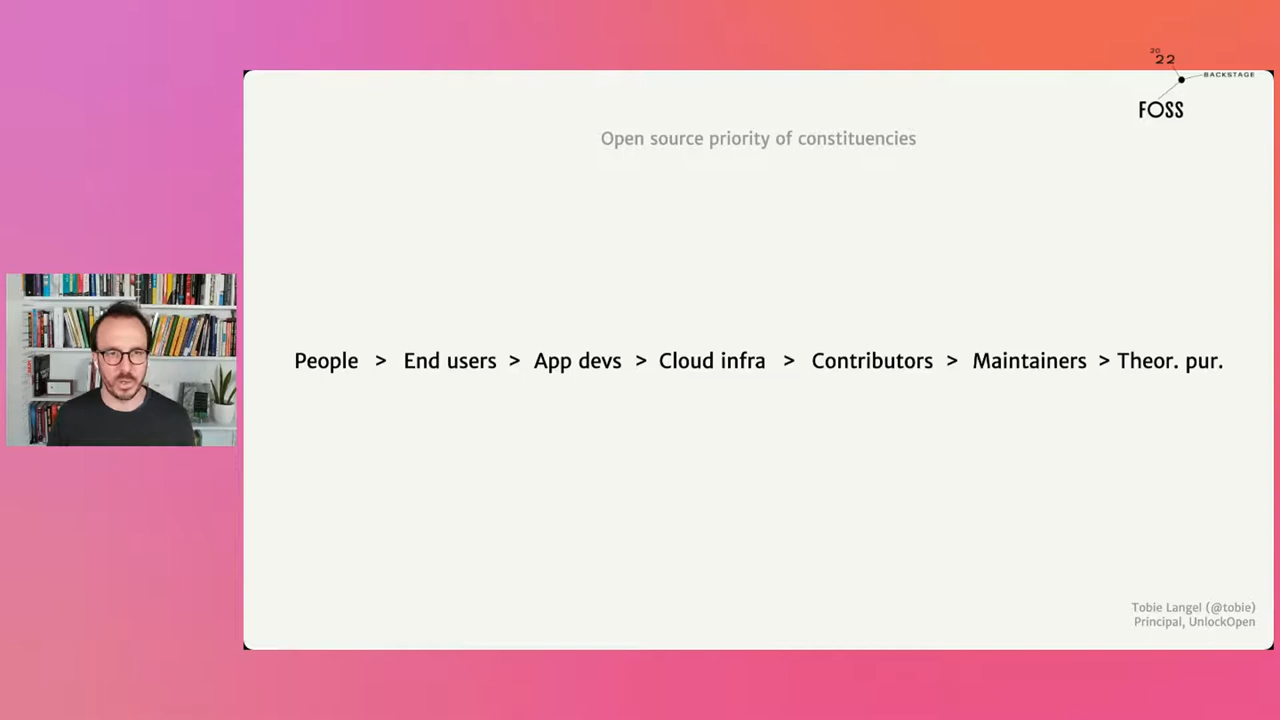 20
22
BACKSTAGE
FOSS
Open source priority of constituencies
People > End users > App devs > Cloud infra > Contributors > Maintainers > Theor. pur.
Tobie Langel (@tobie)
Principal, UnlockOpen